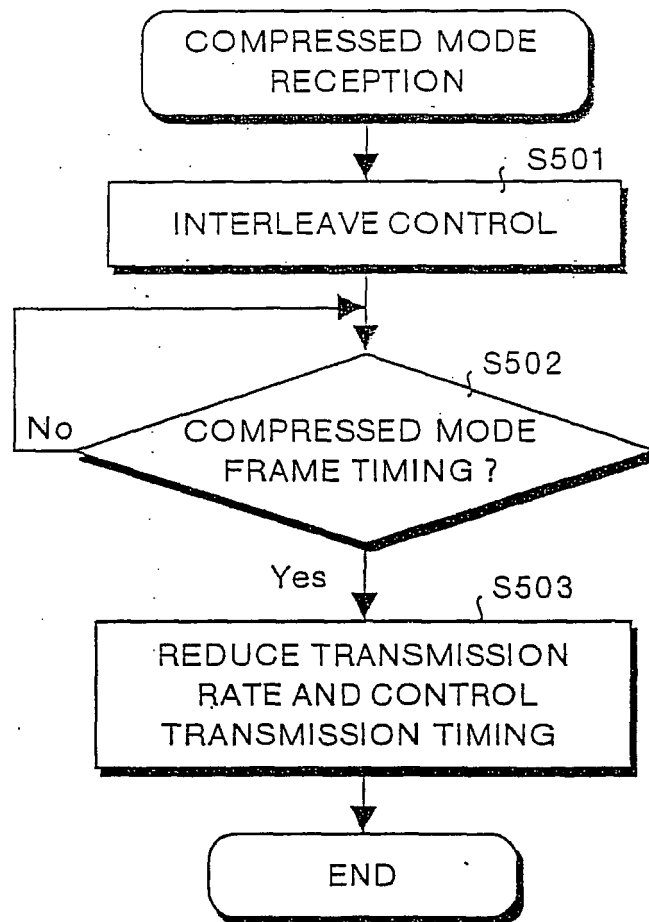 COMPRESSED MODE
RECEPTION
S501
INTERLEAVE CONTROL
S502
No
COMPRESSED MODE
FRAME TIMING ?
Yes
S503
REDUCE TRANSMISSION
RATE AND CONTROL
TRANSMISSION TIMING
END